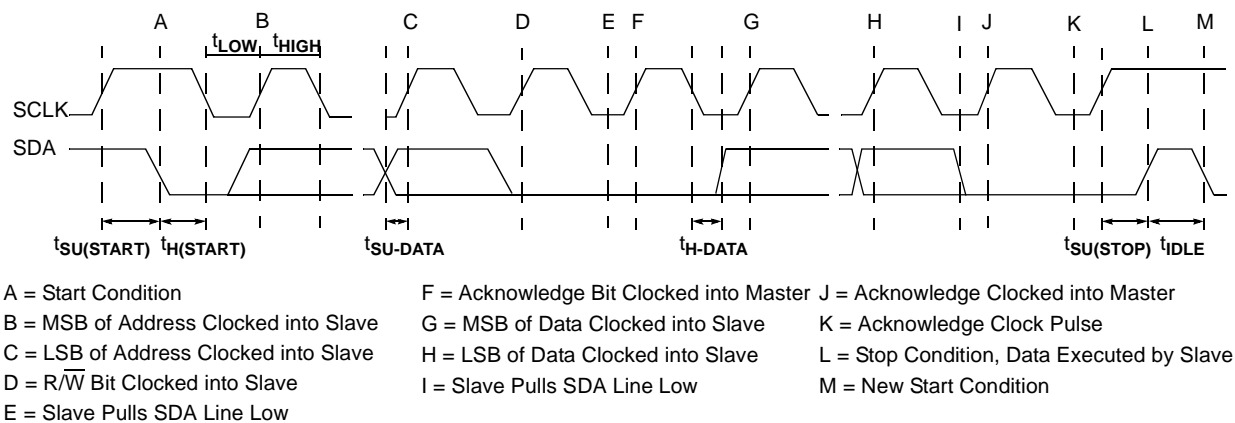 A B C D E F G H I J K L M
tLOW tHIGH
SCLK
SDA
tSU(START) tH(START) tSU-DATA tH-DATA tSU(STOP) tIDLE
A = Start Condition
B = MSB of Address Clocked into Slave
C = LSB of Address Clocked into Slave
D = R/W̅ Bit Clocked into Slave
E = Slave Pulls SDA Line Low
F = Acknowledge Bit Clocked into Master
G = MSB of Data Clocked into Slave
H = LSB of Data Clocked into Slave
I = Slave Pulls SDA Line Low
J = Acknowledge Clocked into Master
K = Acknowledge Clock Pulse
L = Stop Condition, Data Executed by Slave
M = New Start Condition